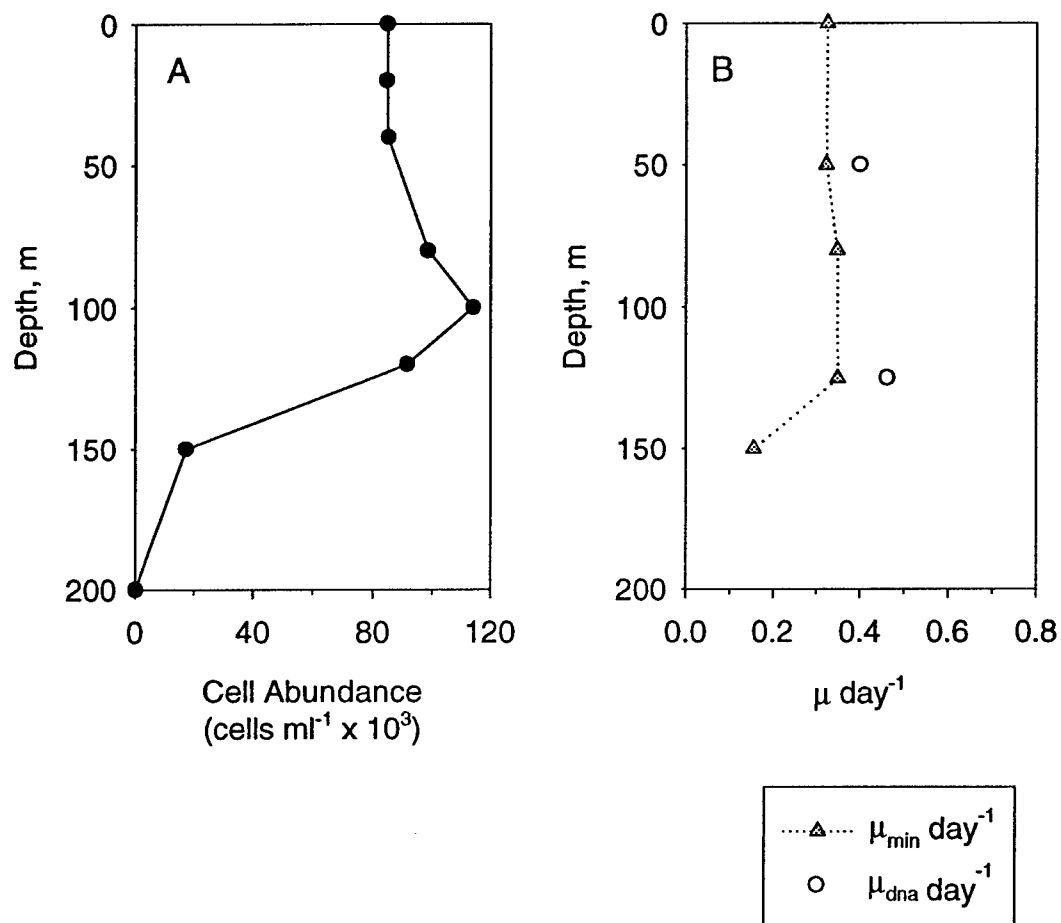 A
Depth, m
0
50
100
150
200
0
40
80
120
Cell Abundance
(cells ml⁻¹ x 10³)
B
Depth, m
0
50
100
150
200
0.0
0.2
0.4
0.6
0.8
μ day⁻¹
μmin day⁻¹
μdna day⁻¹